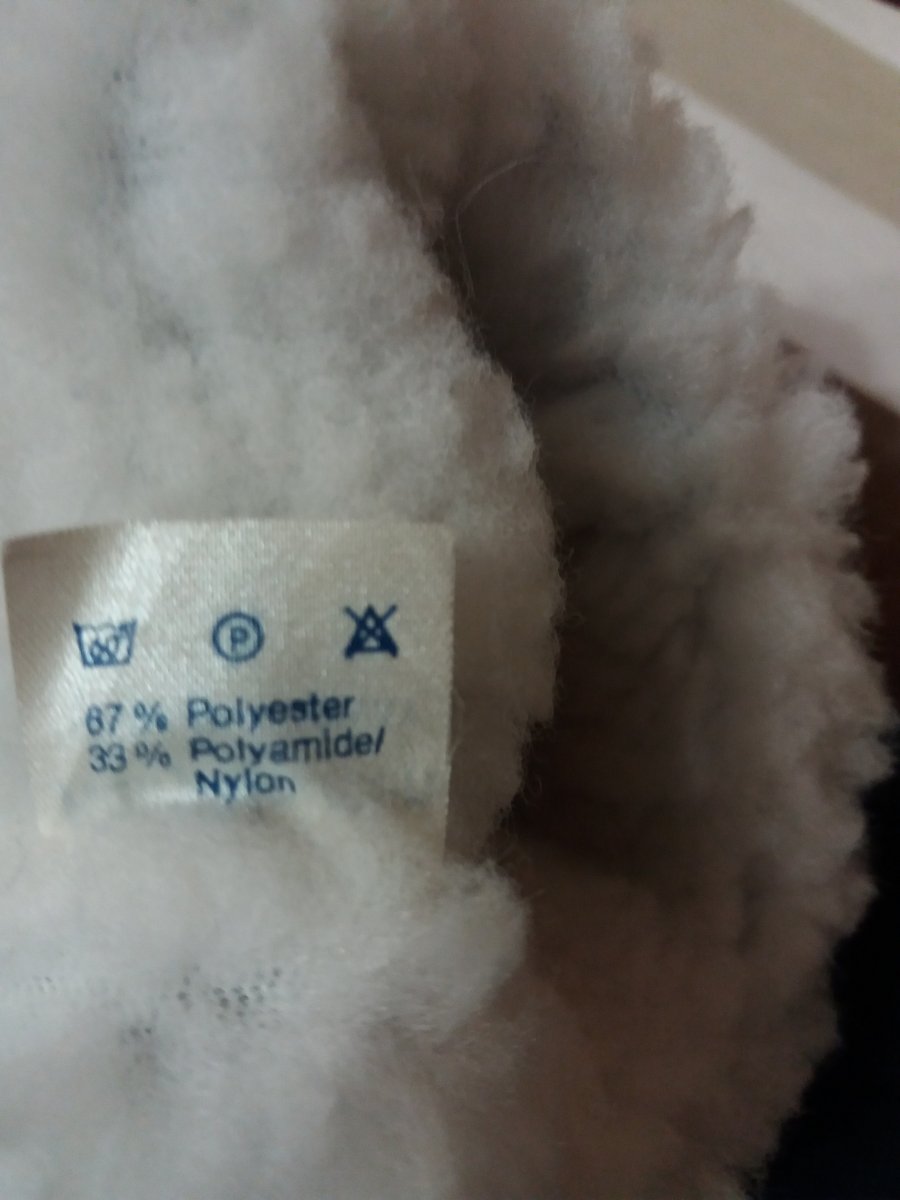 P
67 % Polyester
33 % Polyamide/
Nylon